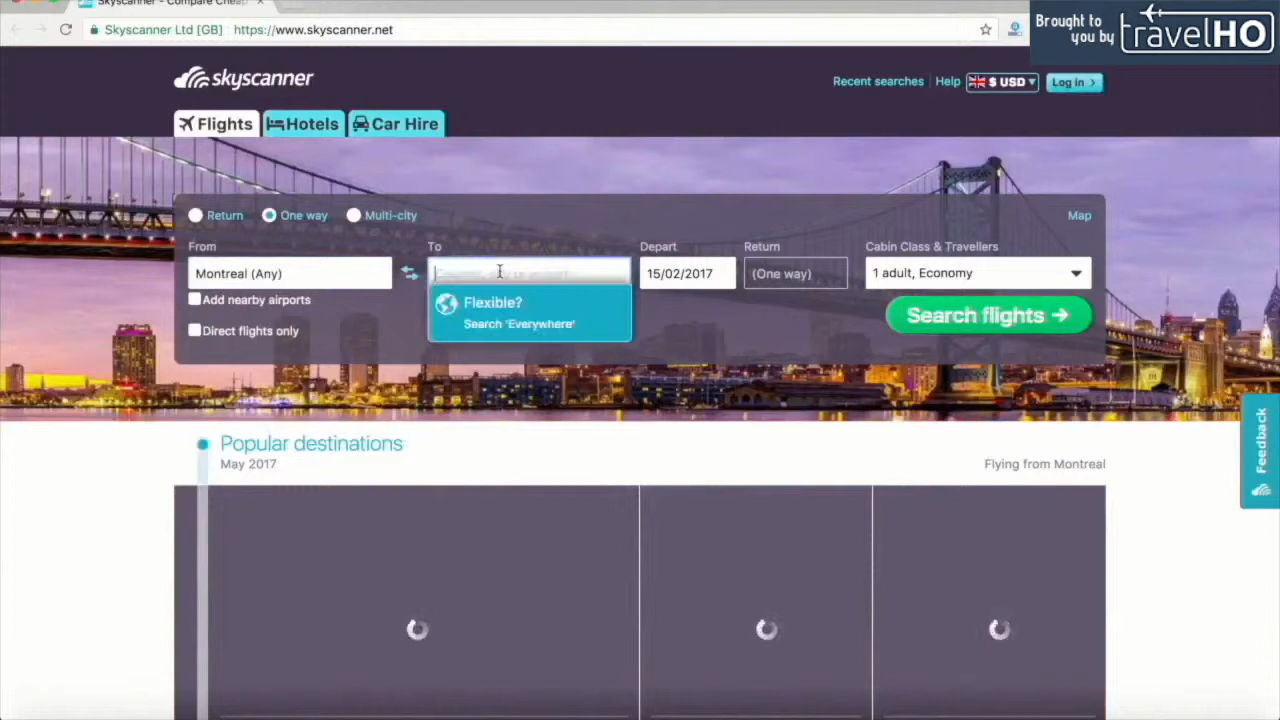 Skyscanner - Compare Cheap
Skyscanner Ltd [GB] https://www.skyscanner.net
Brought to
you by
travelHO
skyscanner
Recent searches Help $ USD Log in >
Flights Hotels Car Hire
Return One way Multi-city Map
From To Depart Return Cabin Class & Travellers
Montreal (Any) 15/02/2017 (One way) 1 adult, Economy
Add nearby airports
Flexible?
Search 'Everywhere'
Search flights
Direct flights only
Feedback
Popular destinations
May 2017 Flying from Montreal